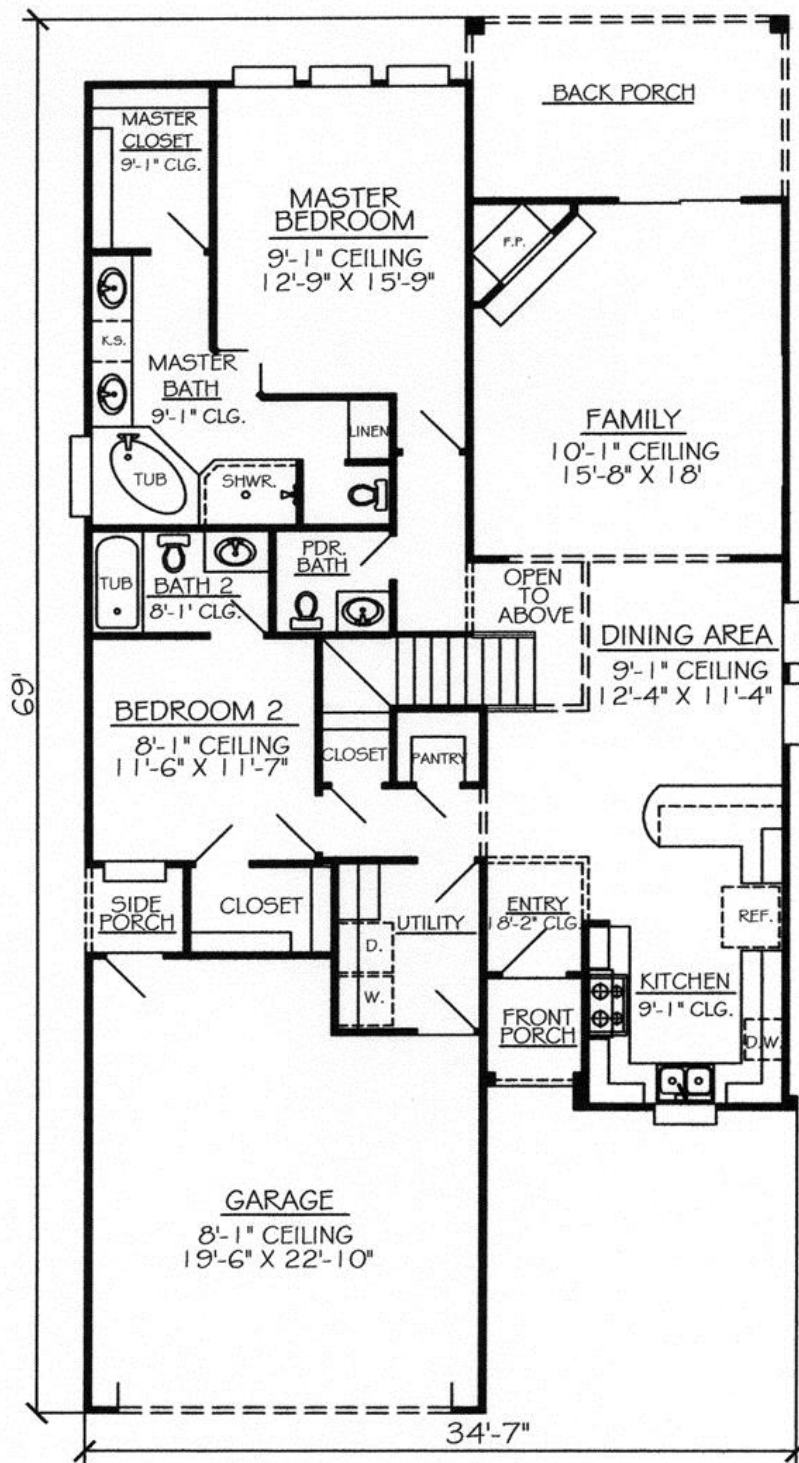 BACK PORCH
MASTER
CLOSET
9'-1" CLG.
MASTER
BEDROOM
9'-1" CEILING
12'-9" X 15'-9"
F.P.
K.S.
MASTER
BATH
9'-1" CLG.
FAMILY
10'-1" CEILING
15'-8" X 18'
LINEN
TUB
SHWR.
PDR.
BATH
TUB
BATH 2
8'-1' CLG.
OPEN
TO
ABOVE
DINING AREA
9'-1" CEILING
12'-4" X 11'-4"
69'
BEDROOM 2
8'-1" CEILING
11'-6" X 11'-7"
CLOSET
PANTRY
SIDE
PORCH
CLOSET
UTILITY
ENTRY
18'-2" CLG.
REF.
D.
W.
KITCHEN
9'-1" CLG.
FRONT
PORCH
D.W.
GARAGE
8'-1" CEILING
19'-6" X 22'-10"
34'-7"